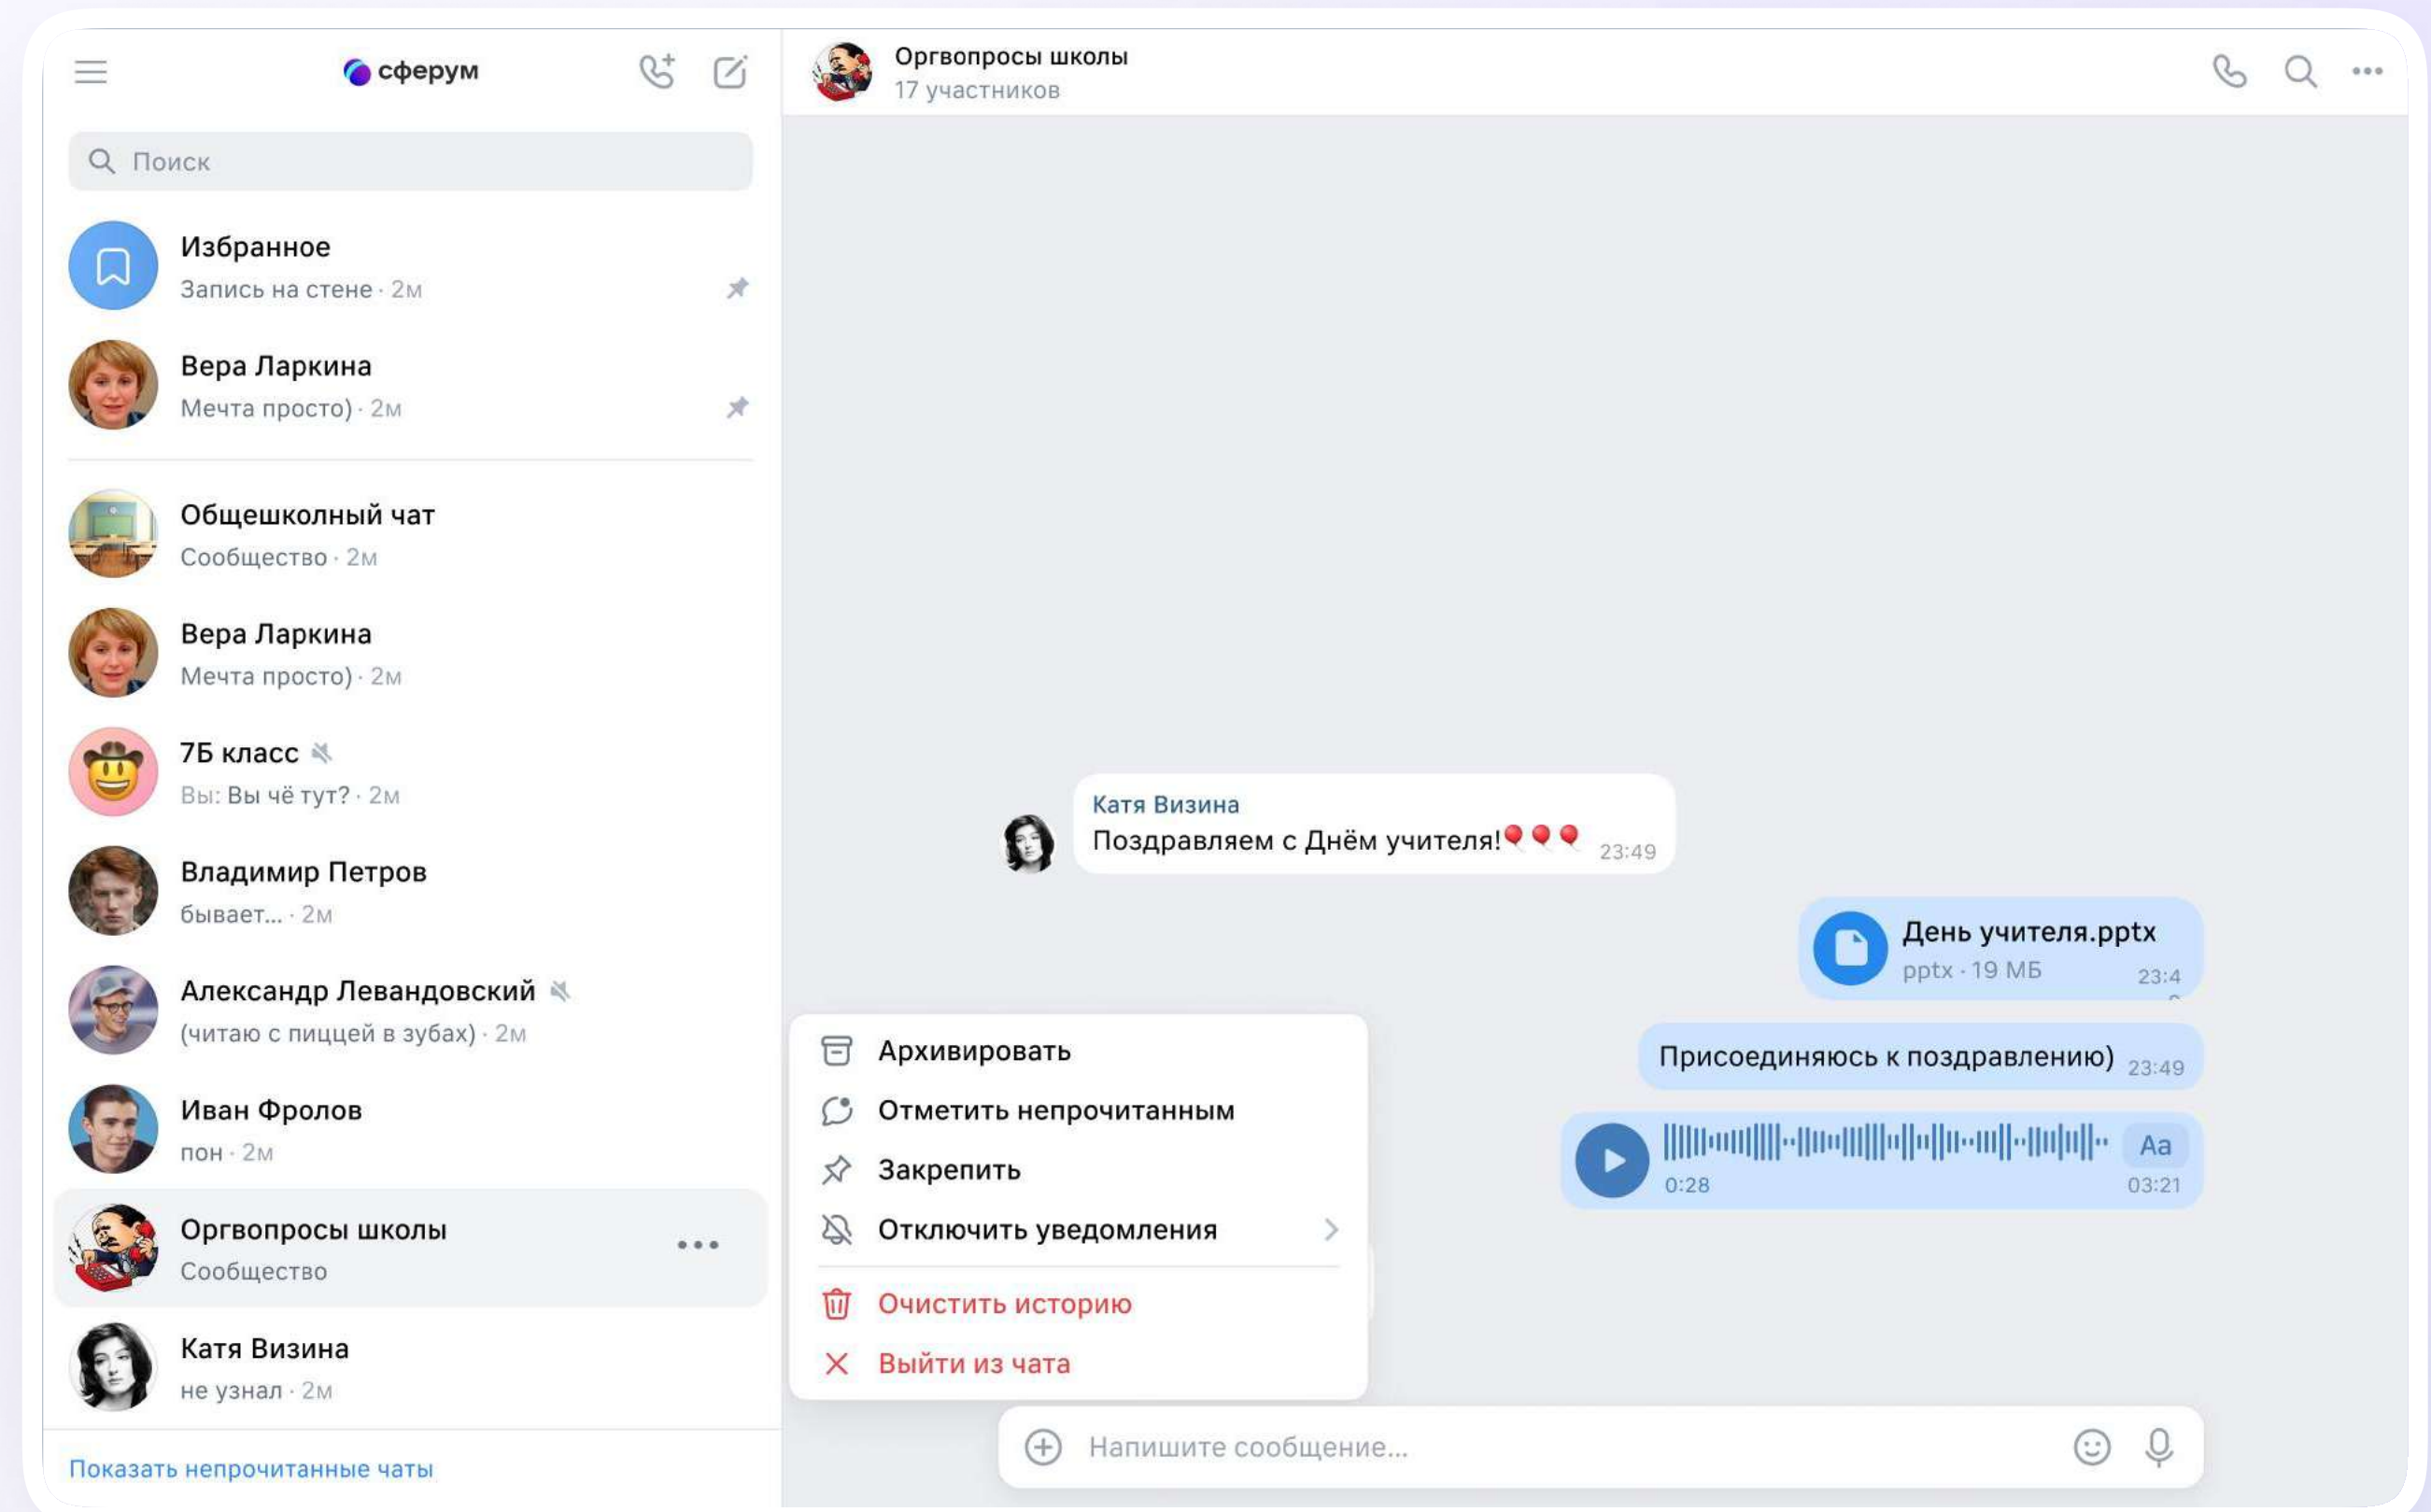 сферум
Поиск
Избранное
Запись на стене · 2м
Вера Ларкина
Мечта просто) · 2м
Общешколный чат
Сообщество · 2м
Вера Ларкина
Мечта просто) · 2м
7Б класс
Вы: Вы чё тут? · 2м
Владимир Петров
бывает... · 2м
Александр Левандовский
(читаю с пиццей в зубах) · 2м
Иван Фролов
пон · 2м
Оргвопросы школы
Сообщество
Катя Визина
не узнал · 2м
Показать непрочитанные чаты
Оргвопросы школы
17 участников
Катя Визина
Поздравляем с Днём учителя!🎈🎈🎈 23:49
День учителя.pptx
pptx · 19 МБ 23:4
Присоединяюсь к поздравлению) 23:49
Aa
0:28 03:21
Архивировать
Отметить непрочитанным
Закрепить
Отключить уведомления
Очистить историю
Выйти из чата
Напишите сообщение...